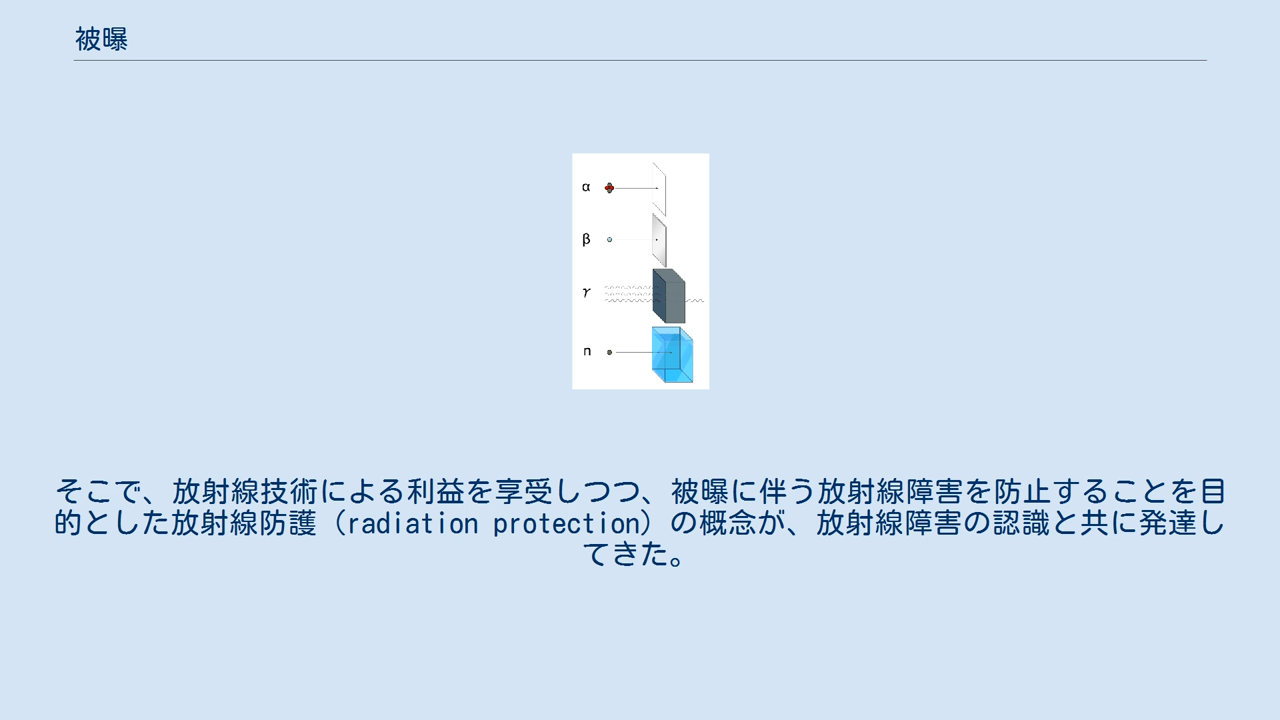 被曝
α
β
γ
n
そこで、放射線技術による利益を享受しつつ、被曝に伴う放射線障害を防止することを目
的とした放射線防護（radiation protection）の概念が、放射線障害の認識と共に発達し
てきた。